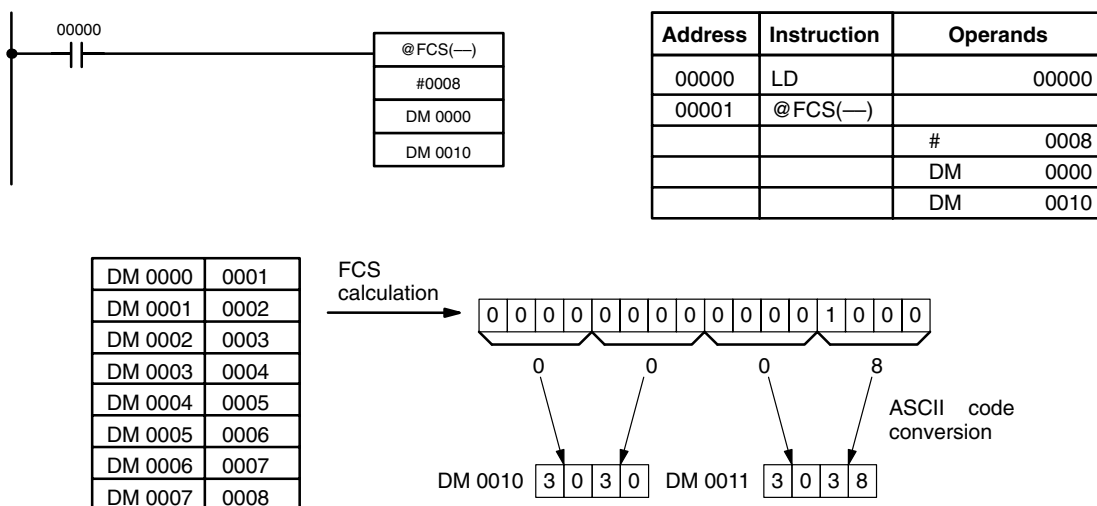 00000
@FCS(––)
#0008
DM 0000
DM 0010
Address Instruction Operands
00000 LD 00000
00001 @FCS(––)
# 0008
DM 0000
DM 0010
DM 0000 0001
DM 0001 0002
DM 0002 0003
DM 0003 0004
DM 0004 0005
DM 0005 0006
DM 0006 0007
DM 0007 0008
FCS
calculation
0 0 0 0 0 0 0 0 0 0 0 0 1 0 0 0
0 0 0 8
ASCII code
conversion
DM 0010 3 0 3 0 DM 0011 3 0 3 8